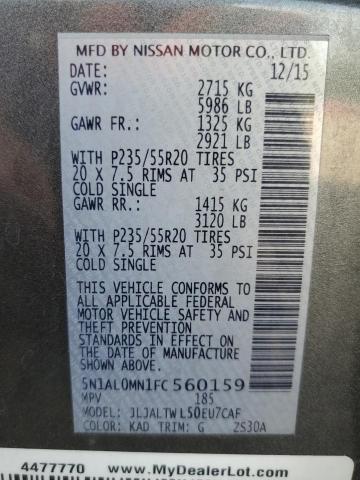 MFD BY NISSAN MOTOR CO., LTD.
DATE: 12/15
GVWR: 2715 KG
5986 LB
GAWR FR.: 1325 KG
2921 LB
WITH P235/55R20 TIRES
20 X 7.5 RIMS AT 35 PSI
COLD SINGLE
GAWR RR.: 1415 KG
3120 LB
WITH P235/55R20 TIRES
20 X 7.5 RIMS AT 35 PSI
COLD SINGLE
THIS VEHICLE CONFORMS TO
ALL APPLICABLE FEDERAL
MOTOR VEHICLE SAFETY AND
THEFT PREVENTION
STANDARDS IN EFFECT ON
THE DATE OF MANUFACTURE
SHOWN ABOVE.
5N1AL0MN1FC560159
MPV 185
MODEL: JLJALTWL50EU7CAF
COLOR: KAD TRIM: G ZS30A
4477770 www.MyDealerLot.com